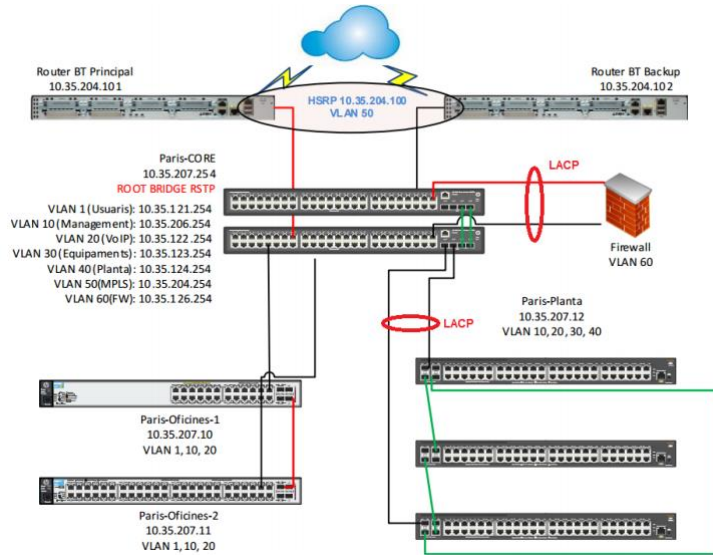 Router BT Principal
10.35.204.101
Router BT Backup
10.35.204.102
HSRP 10.35.204.100
VLAN 50
Paris-CORE
10.35.207.254
ROOT BRIDGE RSTP
VLAN 1 (Usuaris): 10.35.121.254
VLAN 10 (Management): 10.35.206.254
VLAN 20 (VoIP): 10.35.122.254
VLAN 30 (Equipaments): 10.35.123.254
VLAN 40 (Planta): 10.35.124.254
VLAN 50(MPLS): 10.35.204.254
VLAN 60(FW): 10.35.126.254
LACP
Firewall
VLAN 60
LACP
Paris-Planta
10.35.207.12
VLAN 10, 20, 30, 40
Paris-Oficines-1
10.35.207.10
VLAN 1, 10, 20
Paris-Oficines-2
10.35.207.11
VLAN 1, 10, 20